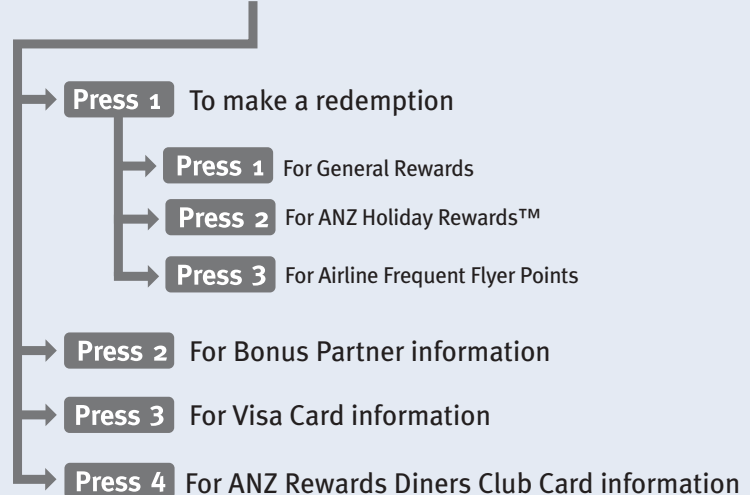 Press 1 To make a redemption
Press 1 For General Rewards
Press 2 For ANZ Holiday Rewards™
Press 3 For Airline Frequent Flyer Points
Press 2 For Bonus Partner information
Press 3 For Visa Card information
Press 4 For ANZ Rewards Diners Club Card information